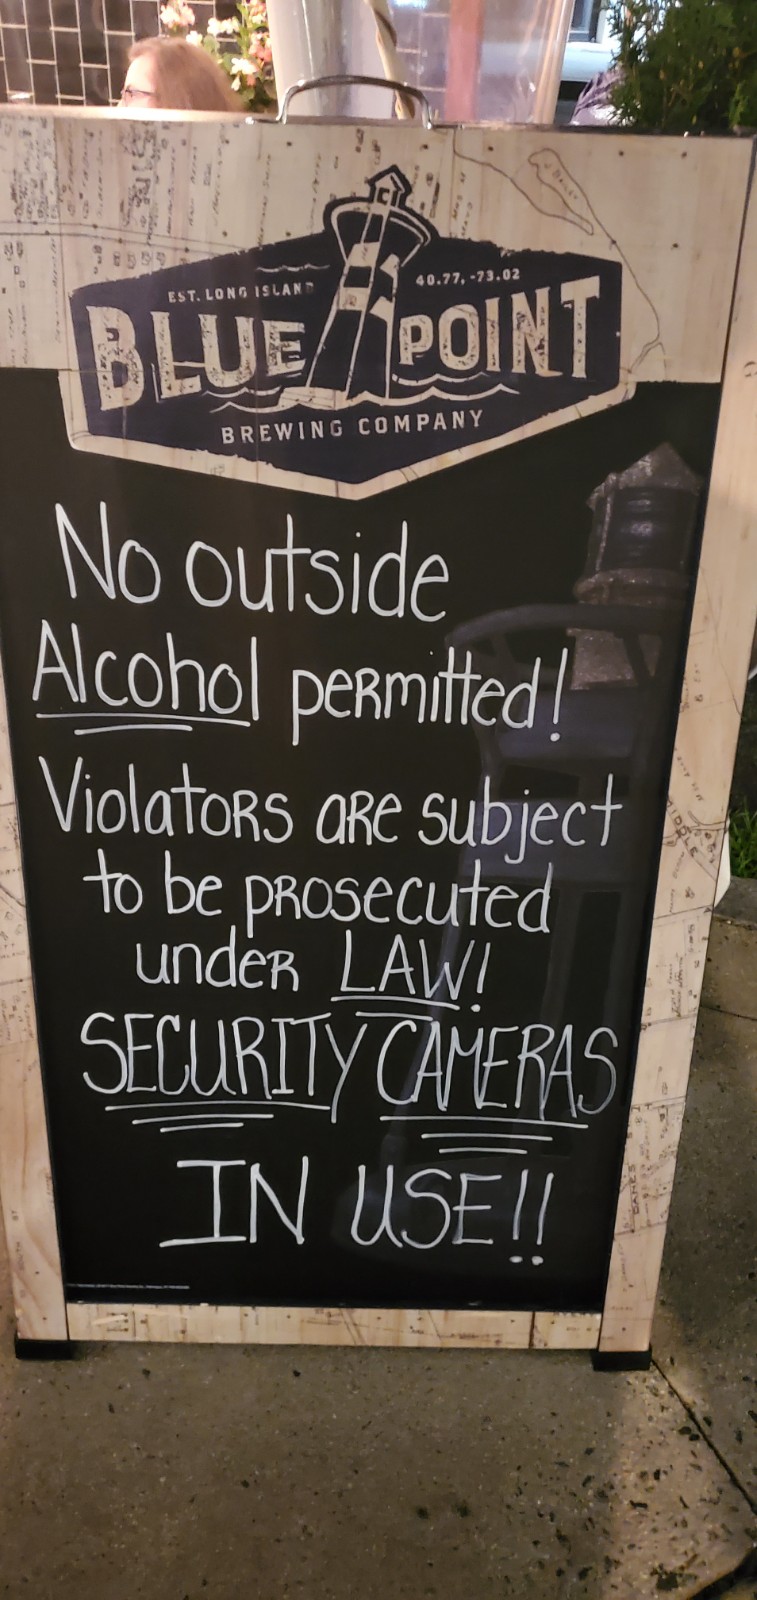 EST. LONG ISLAND
40.77, -73.02
BLUE POINT
BREWING COMPANY
No outside
Alcohol permitted!
Violators are subject
to be prosecuted
under LAW!
SECURITY CAMERAS
IN USE!!